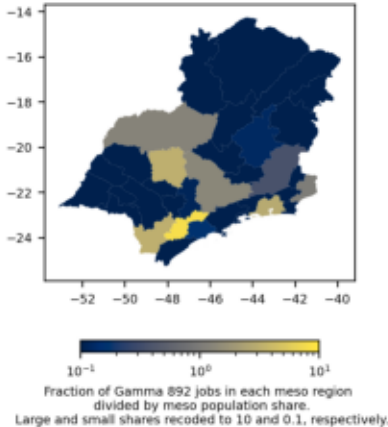 −14
−16
−18
−20
−22
−24
−52 −50 −48 −46 −44 −42 −40
10⁻¹ 10⁰ 10¹
Fraction of Gamma 892 jobs in each meso region
divided by meso population share.
Large and small shares recoded to 10 and 0.1, respectively.